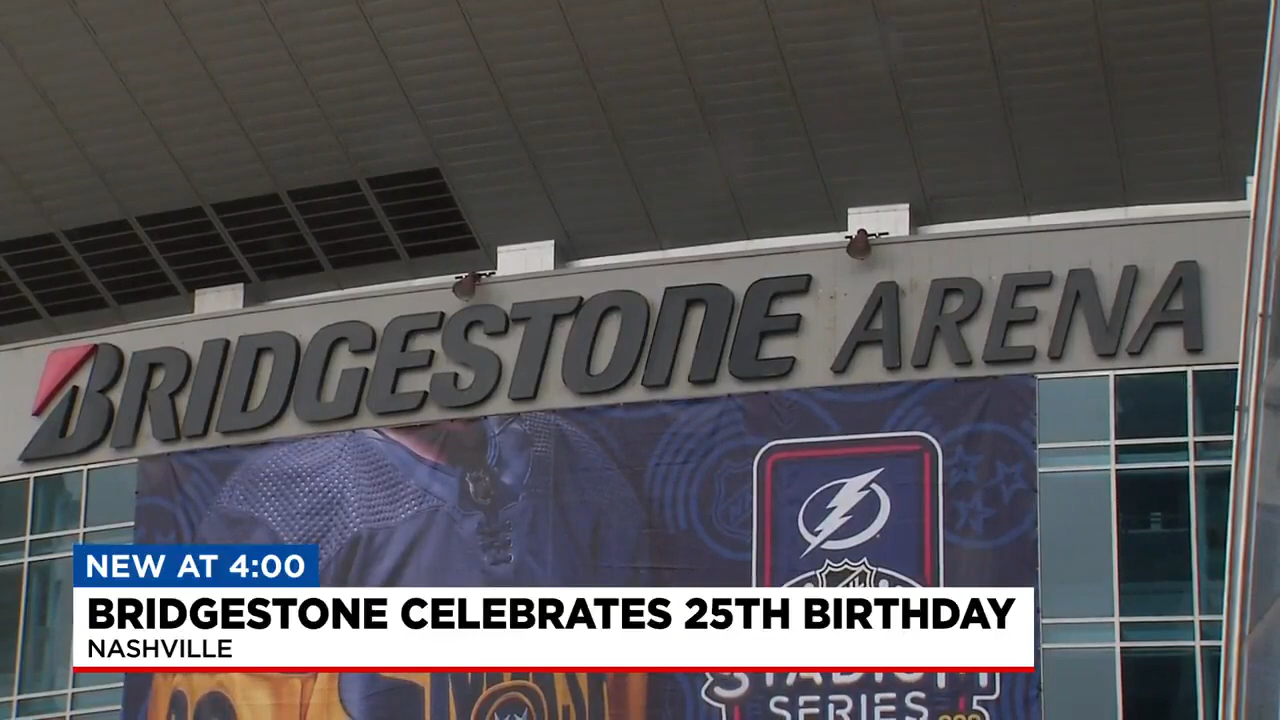 BRIDGESTONE ARENA
NEW AT 4:00
BRIDGESTONE CELEBRATES 25TH BIRTHDAY
NASHVILLE
STADIUM
SERIES